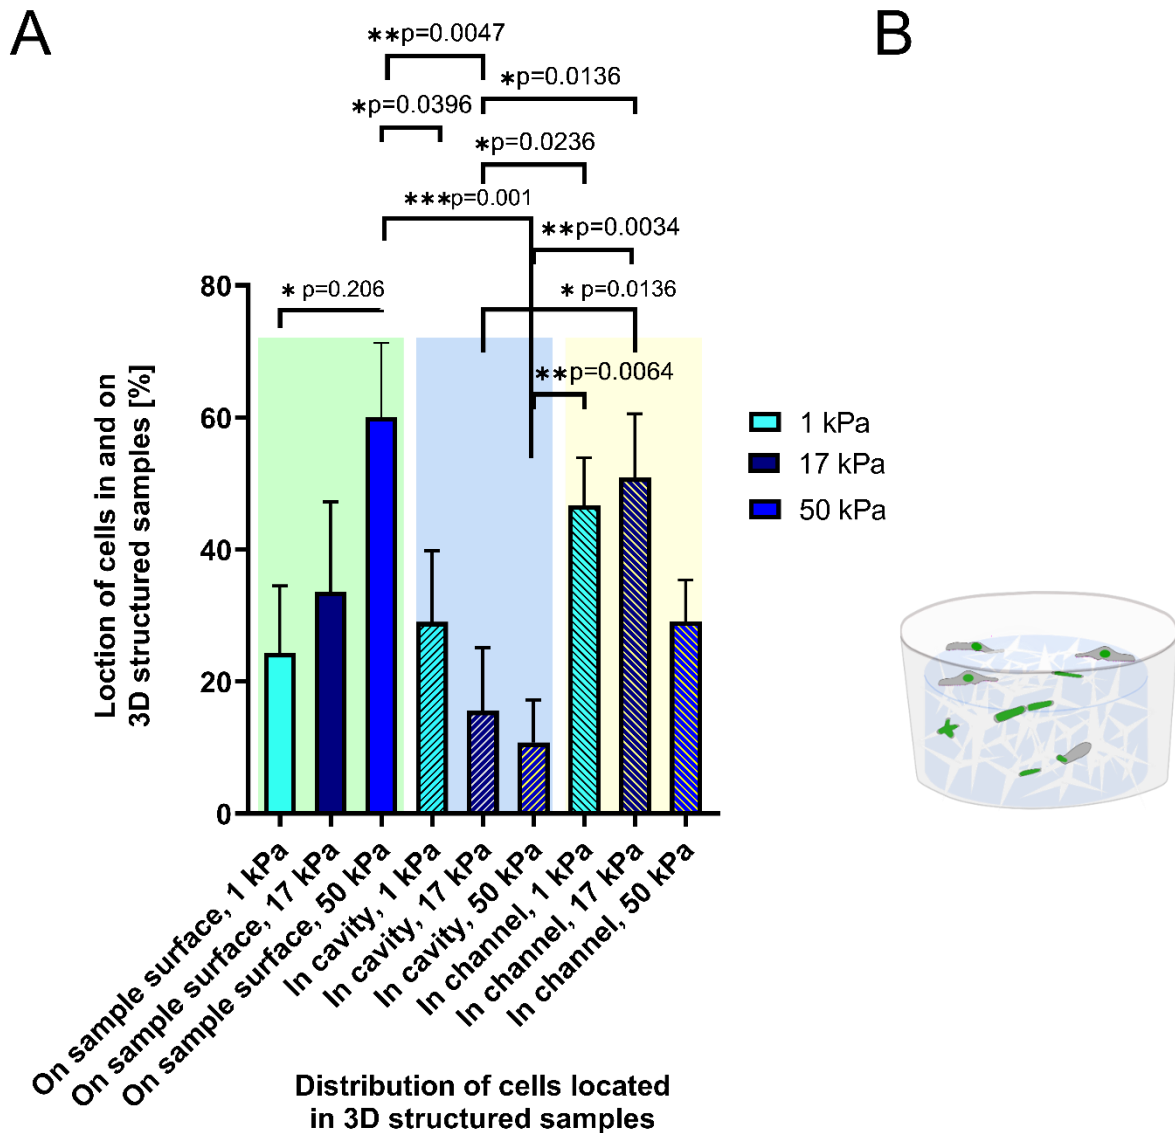 A
B
**p=0.0047
*p=0.0136
*p=0.0396
*p=0.0236
***p=0.001
**p=0.0034
* p=0.206
* p=0.0136
**p=0.0064
80
60
40
20
0
Loction of cells in and on
3D structured samples [%]
1 kPa
17 kPa
50 kPa
On sample surface, 1 kPa
On sample surface, 17 kPa
On sample surface, 50 kPa
In cavity, 1 kPa
In cavity, 17 kPa
In cavity, 50 kPa
In channel, 1 kPa
In channel, 17 kPa
In channel, 50 kPa
Distribution of cells located
in 3D structured samples